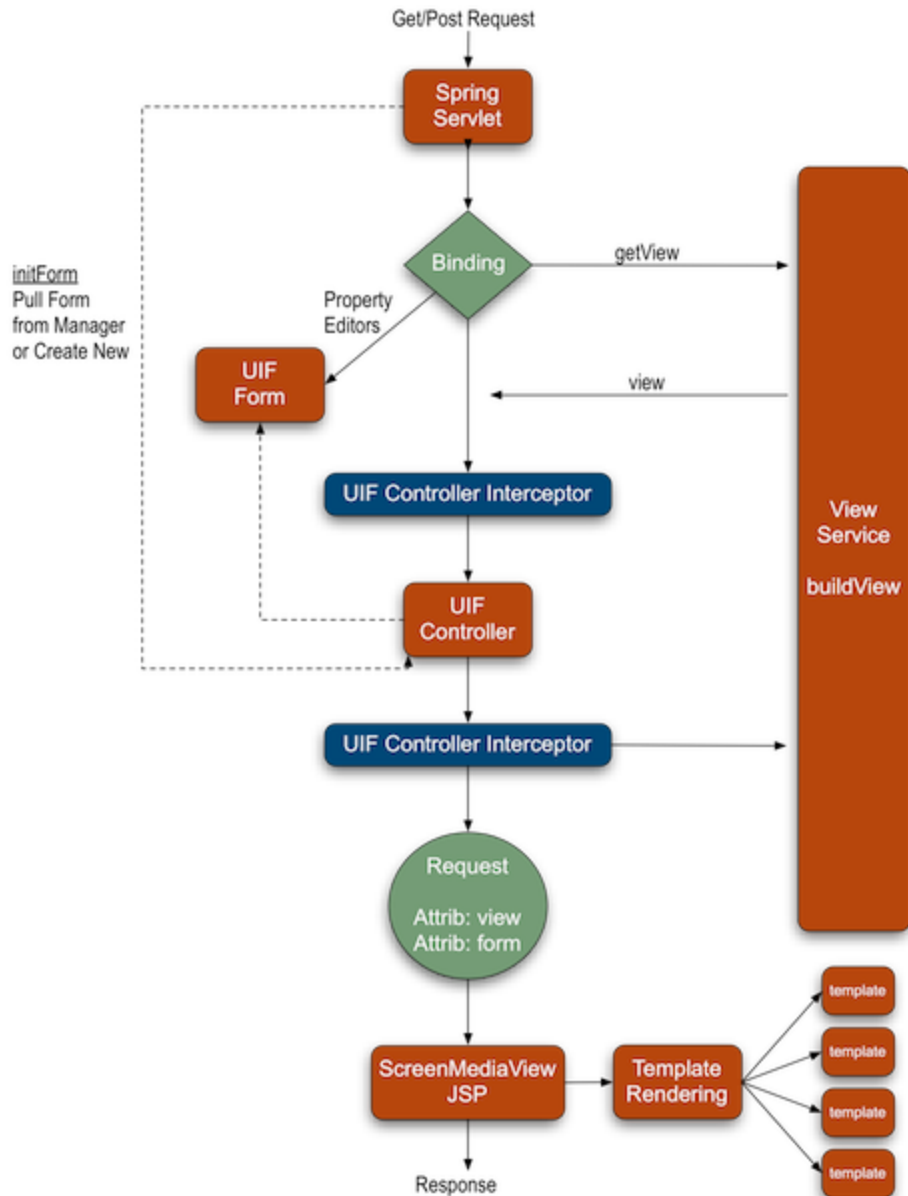 Get/Post Request
Spring
Servlet
Binding
getView
initForm
Pull Form
from Manager
or Create New
Property
Editors
UIF
Form
view
UIF Controller Interceptor
View
Service
buildView
UIF
Controller
UIF Controller Interceptor
Request
Attrib: view
Attrib: form
template
template
template
template
ScreenMediaView
JSP
Template
Rendering
Response